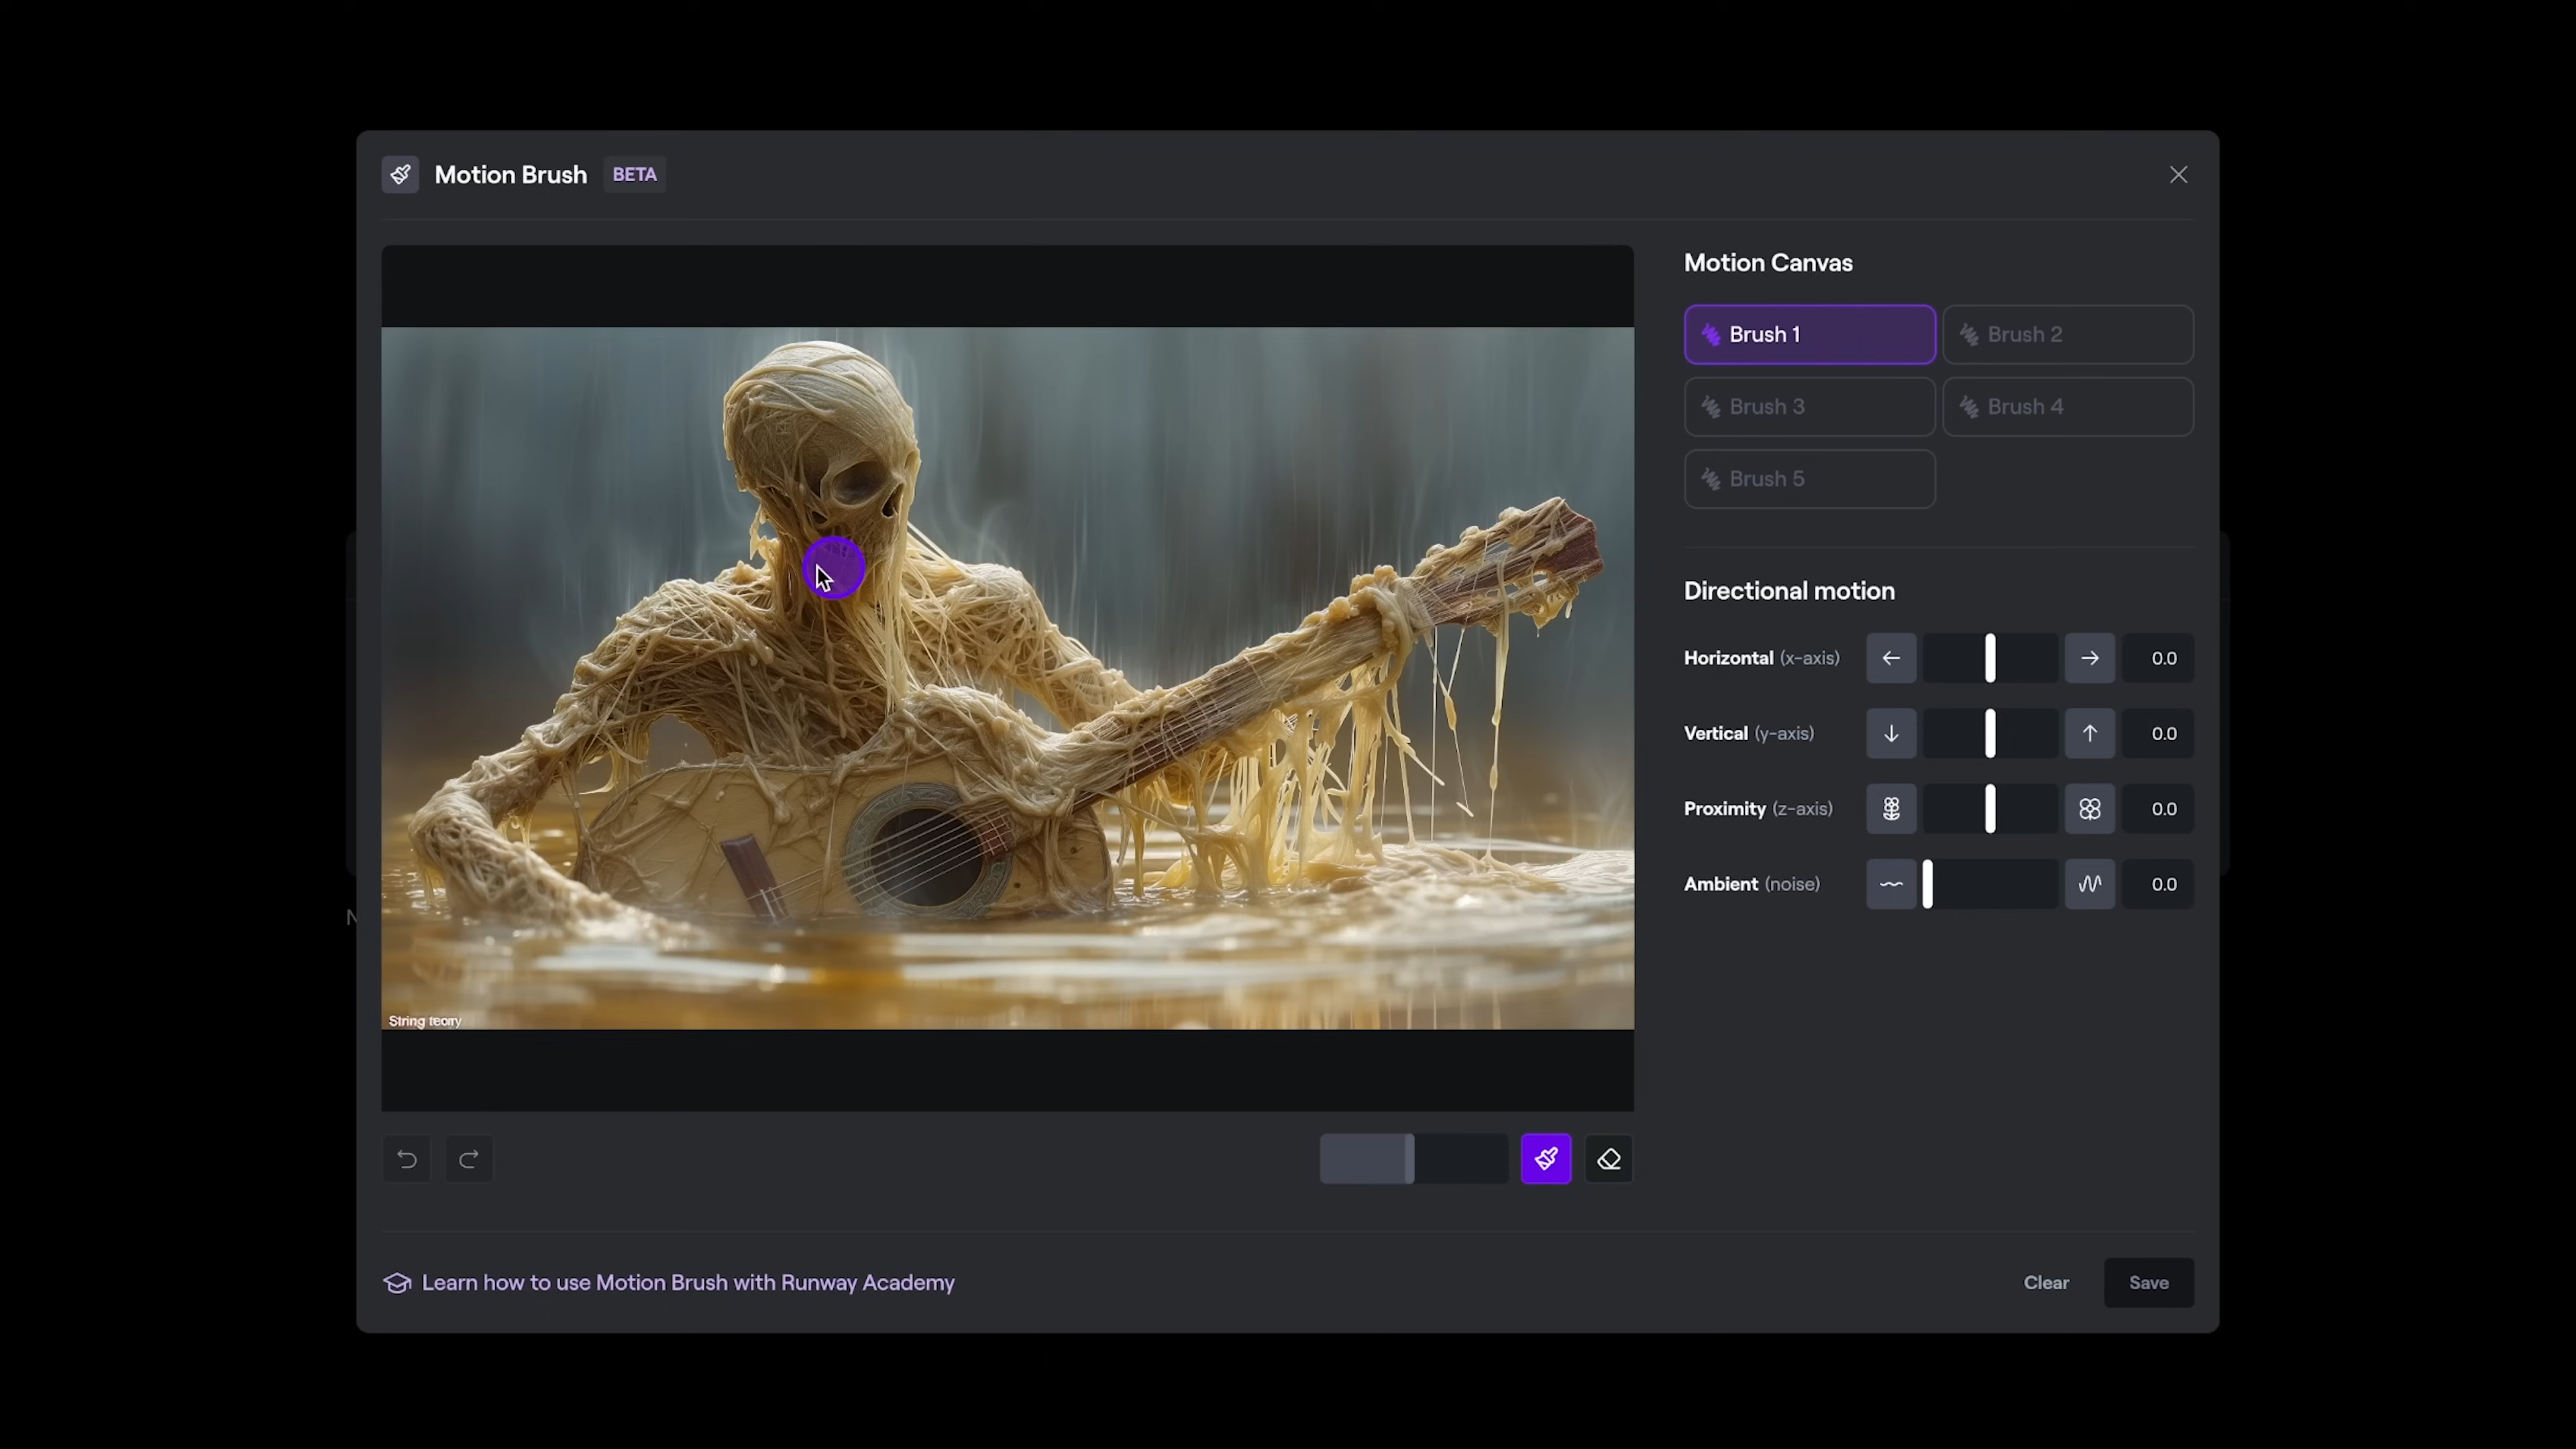 Motion Brush BETA
Motion Canvas
Brush 1
Brush 2
Brush 3
Brush 4
Brush 5
Directional motion
Horizontal (x-axis) 0.0
Vertical (y-axis) 0.0
Proximity (z-axis) 0.0
Ambient (noise) 0.0
String teorry
N
Learn how to use Motion Brush with Runway Academy
Clear
Save